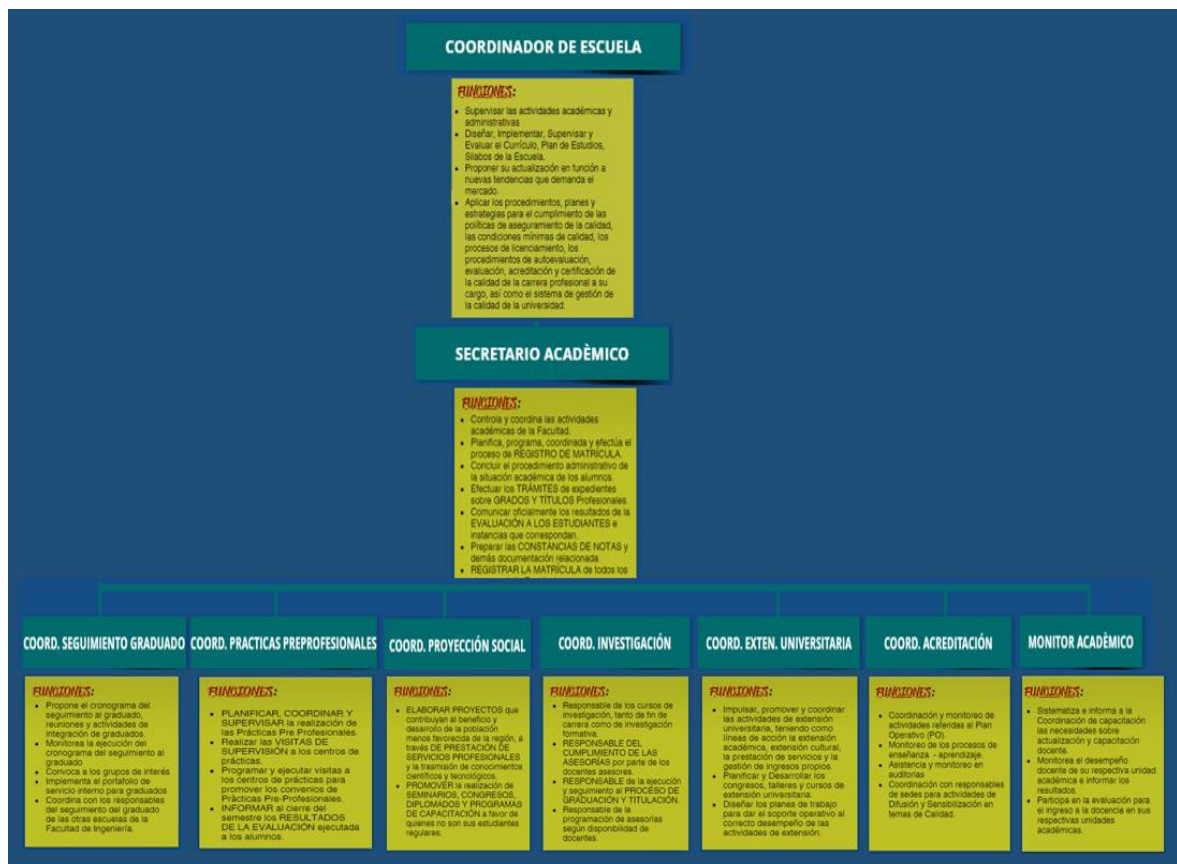 COORDINADOR DE ESCUELA
FUNCIONES:
• Supervisar las actividades académicas y
administrativas
• Diseñar, Implementar, Supervisar y
Evaluar el Currículo, Plan de Estudios,
Silabos de la Escuela.
• Proponer su actualización en función a
nuevas tendencias que demanda el
mercado.
• Aplicar los procedimientos, planes y
estrategias para el cumplimiento de las
políticas de aseguramiento de la calidad,
las condiciones mínimas de calidad, los
procesos de licenciamiento, los
procedimientos de autoevaluación,
evaluación, acreditación y certificación de
la calidad de la carrera profesional a su
cargo, así como el sistema de gestión de
la calidad de la universidad.
SECRETARIO ACADÈMICO
FUNCIONES:
• Controla y coordina las actividades
académicas de la Facultad.
• Planifica, programa, coordinada y efectúa el
proceso de REGISTRO DE MATRÍCULA.
• Concluir el procedimiento administrativo de
la situación académica de los alumnos.
• Efectuar los TRÁMITES de expedientes
sobre GRADOS Y TÍTULOS Profesionales.
• Comunicar oficialmente los resultados de la
EVALUACIÓN A LOS ESTUDIANTES e
instancias que correspondan.
• Preparar las CONSTANCIAS DE NOTAS y
demás documentación relacionada
• REGISTRAR LA MATRÍCULA de todos los
COORD. SEGUIMIENTO GRADUADO
FUNCIONES:
• Propone el cronograma del
seguimiento al graduado,
reuniones y actividades de
integración de graduados.
• Monitorea la ejecución del
cronograma del seguimiento al
graduado
• Convoca a los grupos de interés
• Implementa el portafolio de
servicio interno para graduados
• Coordina con los responsables
del seguimiento del graduado
de las otras escuelas de la
Facultad de Ingeniería.
COORD. PRACTICAS PREPROFESIONALES
FUNCIONES:
• PLANIFICAR, COORDINAR Y
SUPERVISAR la realización de
las Prácticas Pre Profesionales.
• Realizar las VISITAS DE
SUPERVISIÓN a los centros de
prácticas.
• Programar y ejecutar visitas a
los centros de prácticas para
promover los convenios de
Prácticas Pre-Profesionales.
• INFORMAR al cierre del
semestre los RESULTADOS
DE LA EVALUACIÓN ejecutada
a los alumnos.
COORD. PROYECCIÓN SOCIAL
FUNCIONES:
• ELABORAR PROYECTOS que
contribuyan al beneficio y
desarrollo de la población
menos favorecida de la región, a
través DE PRESTACIÓN DE
SERVICIOS PROFESIONALES
y la trasmisión de conocimientos
científicos y tecnológicos.
• PROMOVER la realización de
SEMINARIOS, CONGRESOS,
DIPLOMADOS Y PROGRAMAS
DE CAPACITACIÓN a favor de
quienes no son sus estudiantes
regulares.
COORD. INVESTIGACIÓN
FUNCIONES:
• Responsable de los cursos de
investigación, tanto de fin de
carrera como de investigación
formativa.
• RESPONSABLE DEL
CUMPLIMIENTO DE LAS
ASESORÍAS por parte de los
docentes asesores.
• RESPONSABLE de la ejecución
y seguimiento al PROCESO DE
GRADUACIÓN Y TITULACIÓN.
• Responsable de la
programación de asesorías
según disponibilidad de
docentes.
COORD. EXTEN. UNIVERSITARIA
FUNCIONES:
• Impulsar, promover y coordinar
las actividades de extensión
universitaria, teniendo como
líneas de acción la extensión
académica, extensión cultural,
la prestación de servicios y la
gestión de ingresos propios.
• Planificar y Desarrollar los
congresos, talleres y cursos de
extensión universitaria.
• Diseñar los planes de trabajo
para dar el soporte operativo al
correcto desempeño de las
actividades de extensión.
COORD. ACREDITACIÓN
FUNCIONES:
• Coordinación y monitoreo de
actividades referidas al Plan
Operativo (PO).
• Monitoreo de los procesos de
enseñanza - aprendizaje.
• Asistencia y monitoreo en
auditorías
• Coordinación con responsables
de sedes para actividades de
Difusión y Sensibilización en
temas de Calidad.
MONITOR ACADÈMICO
FUNCIONES:
• Sistematiza e informa a la
Coordinación de capacitación
las necesidades sobre
actualización y capacitación
docente.
• Monitorea el desempeño
docente de su respectiva unidad
académica e informar los
resultados.
• Participa en la evaluación para
el ingreso a la docencia en sus
respectivas unidades
académicas.